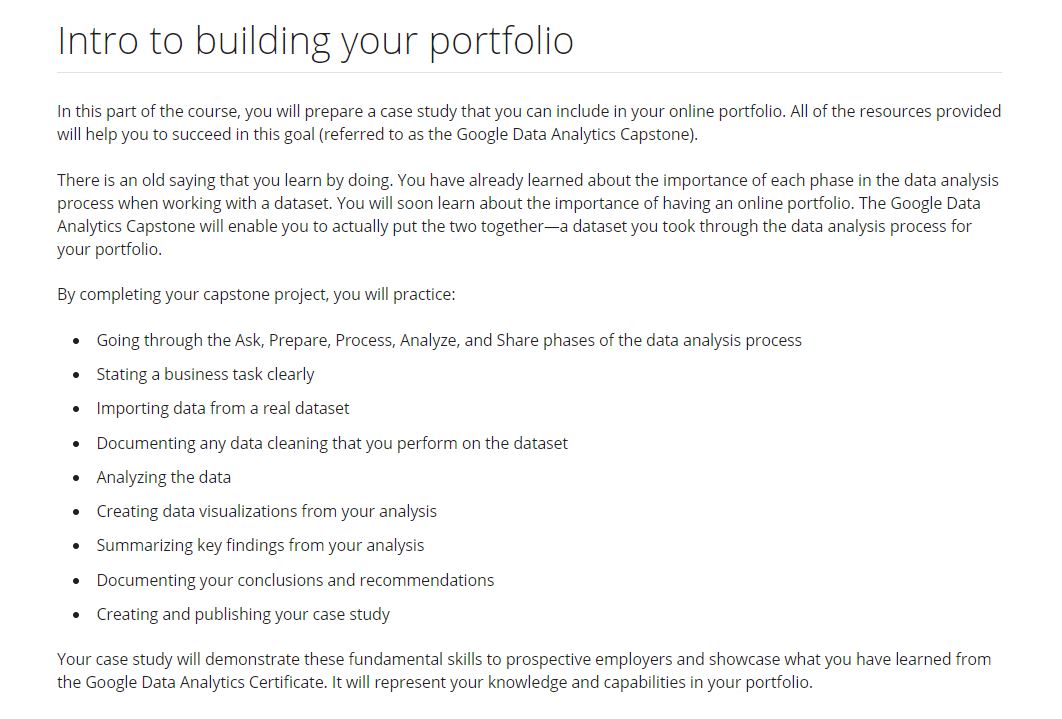 Intro to building your portfolio
In this part of the course, you will prepare a case study that you can include in your online portfolio. All of the resources provided
will help you to succeed in this goal (referred to as the Google Data Analytics Capstone).
There is an old saying that you learn by doing. You have already learned about the importance of each phase in the data analysis
process when working with a dataset. You will soon learn about the importance of having an online portfolio. The Google Data
Analytics Capstone will enable you to actually put the two together—a dataset you took through the data analysis process for
your portfolio.
By completing your capstone project, you will practice:
• Going through the Ask, Prepare, Process, Analyze, and Share phases of the data analysis process
• Stating a business task clearly
• Importing data from a real dataset
• Documenting any data cleaning that you perform on the dataset
• Analyzing the data
• Creating data visualizations from your analysis
• Summarizing key findings from your analysis
• Documenting your conclusions and recommendations
• Creating and publishing your case study
Your case study will demonstrate these fundamental skills to prospective employers and showcase what you have learned from
the Google Data Analytics Certificate. It will represent your knowledge and capabilities in your portfolio.